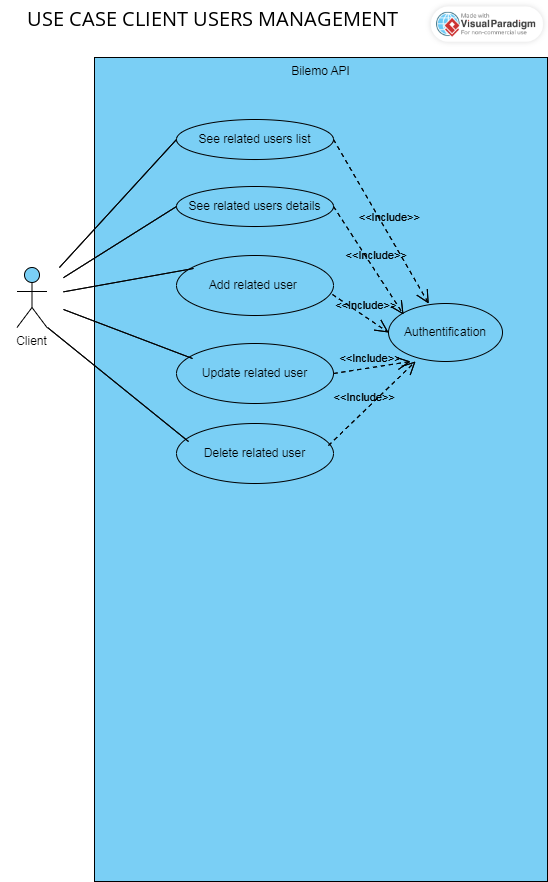 USE CASE CLIENT USERS MANAGEMENT
Made with
Visual Paradigm
For non-commercial use
Bilemo API
See related users list
<<Include>>
See related users details
<<Include>>
Add related user
<<Include>>
Authentification
Client
Update related user
<<Include>>
<<Include>>
Delete related user